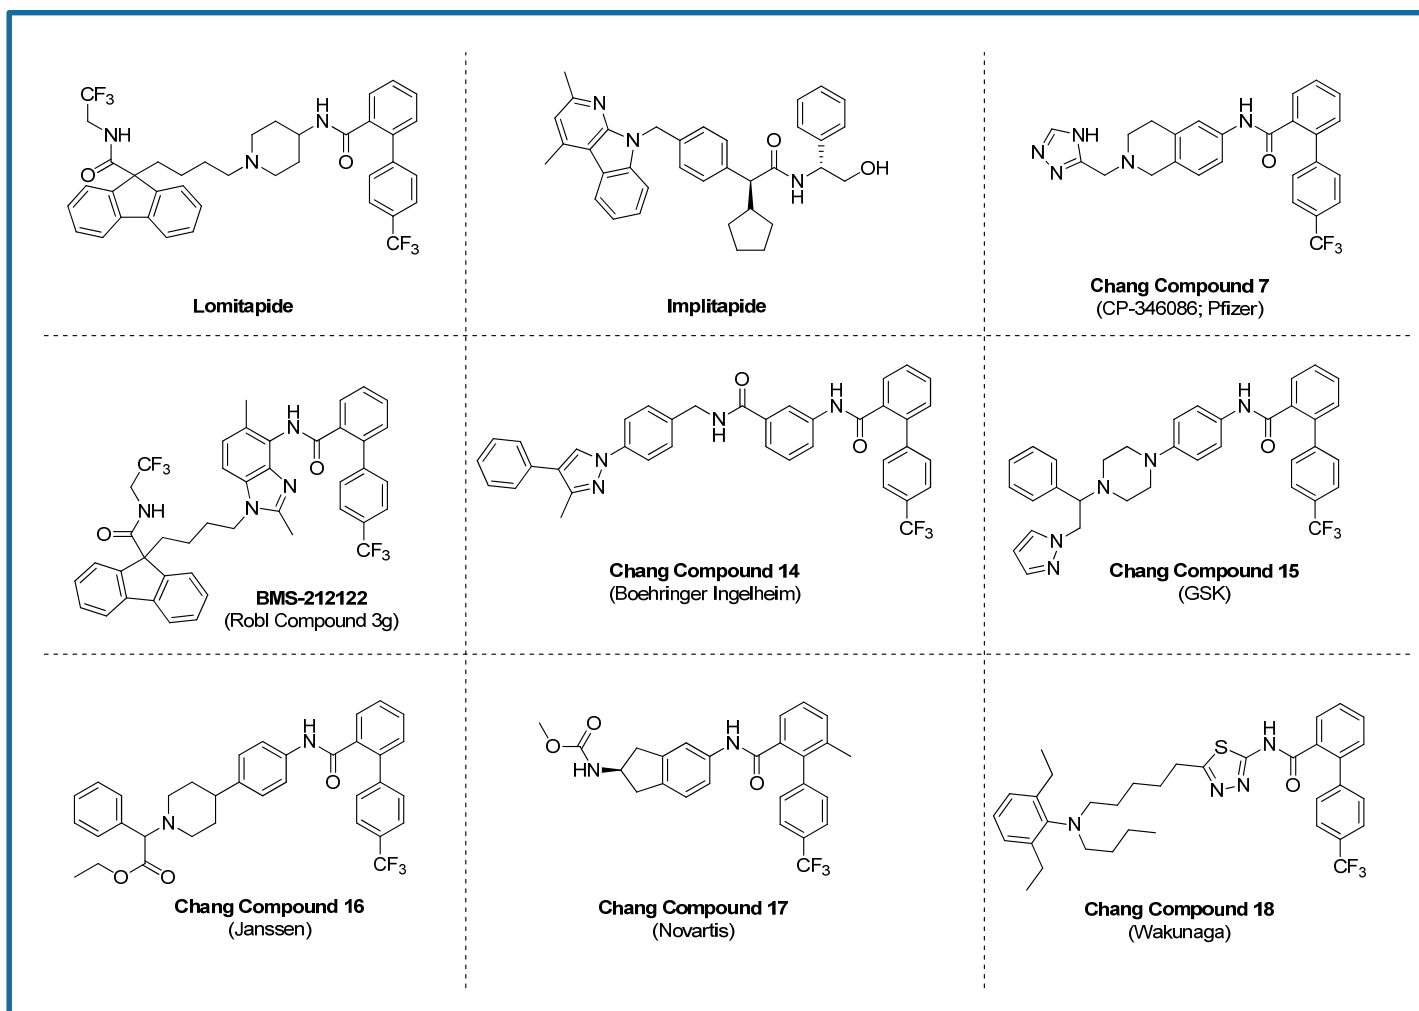 CF3
NH
O
N
H
N
O
CF3
Lomitapide
N
N
O
N
H
OH
Implitapide
NH
N
N
N
H
N
O
CF3
Chang Compound 7
(CP-346086; Pfizer)
CF3
NH
O
N
N
H
N
O
CF3
BMS-212122
(Robl Compound 3g)
N
N
N
H
O
H
N
O
CF3
Chang Compound 14
(Boehringer Ingelheim)
N
N
N
N
H
N
O
CF3
Chang Compound 15
(GSK)
N
O
O
H
N
O
CF3
Chang Compound 16
(Janssen)
O
O
HN
H
N
O
CF3
Chang Compound 17
(Novartis)
N
S
N
N
H
N
O
CF3
Chang Compound 18
(Wakunaga)